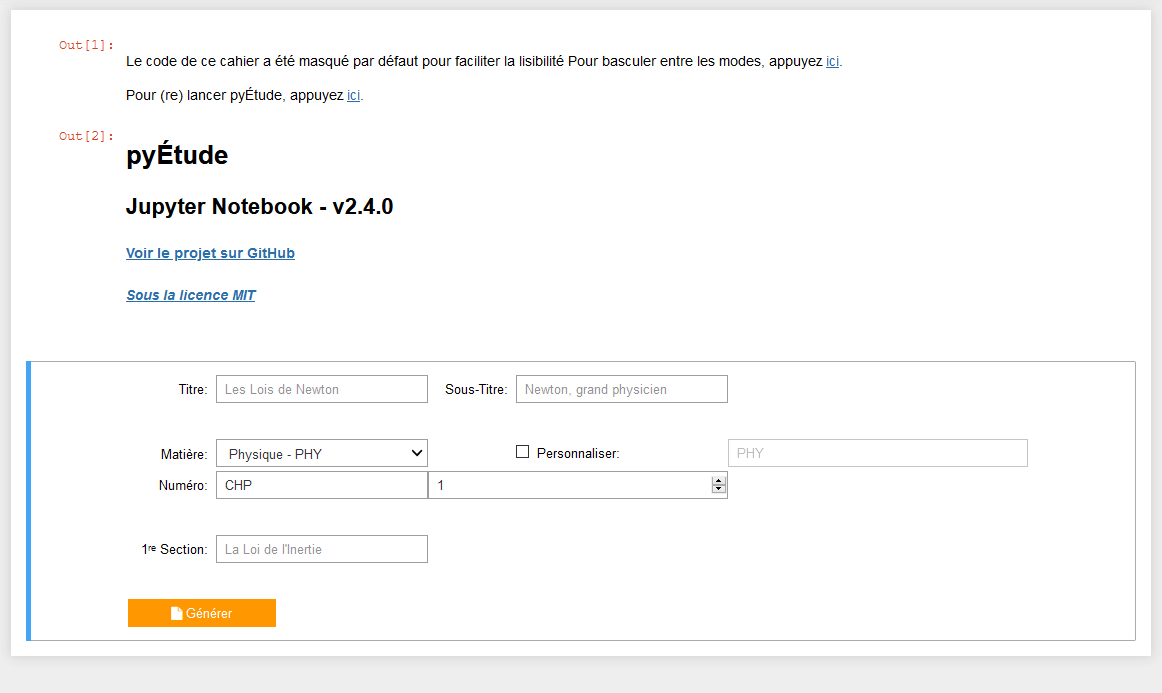 Out[1]:
Le code de ce cahier a été masqué par défaut pour faciliter la lisibilité Pour basculer entre les modes, appuyez ici.
Pour (re) lancer pyÉtude, appuyez ici.
Out[2]:
pyÉtude
Jupyter Notebook - v2.4.0
Voir le projet sur GitHub
Sous la licence MIT
Titre: Les Lois de Newton Sous-Titre: Newton, grand physicien
Matière: Physique - PHY Personnaliser: PHY
Numéro: CHP 1
1re Section: La Loi de l'Inertie
Générer